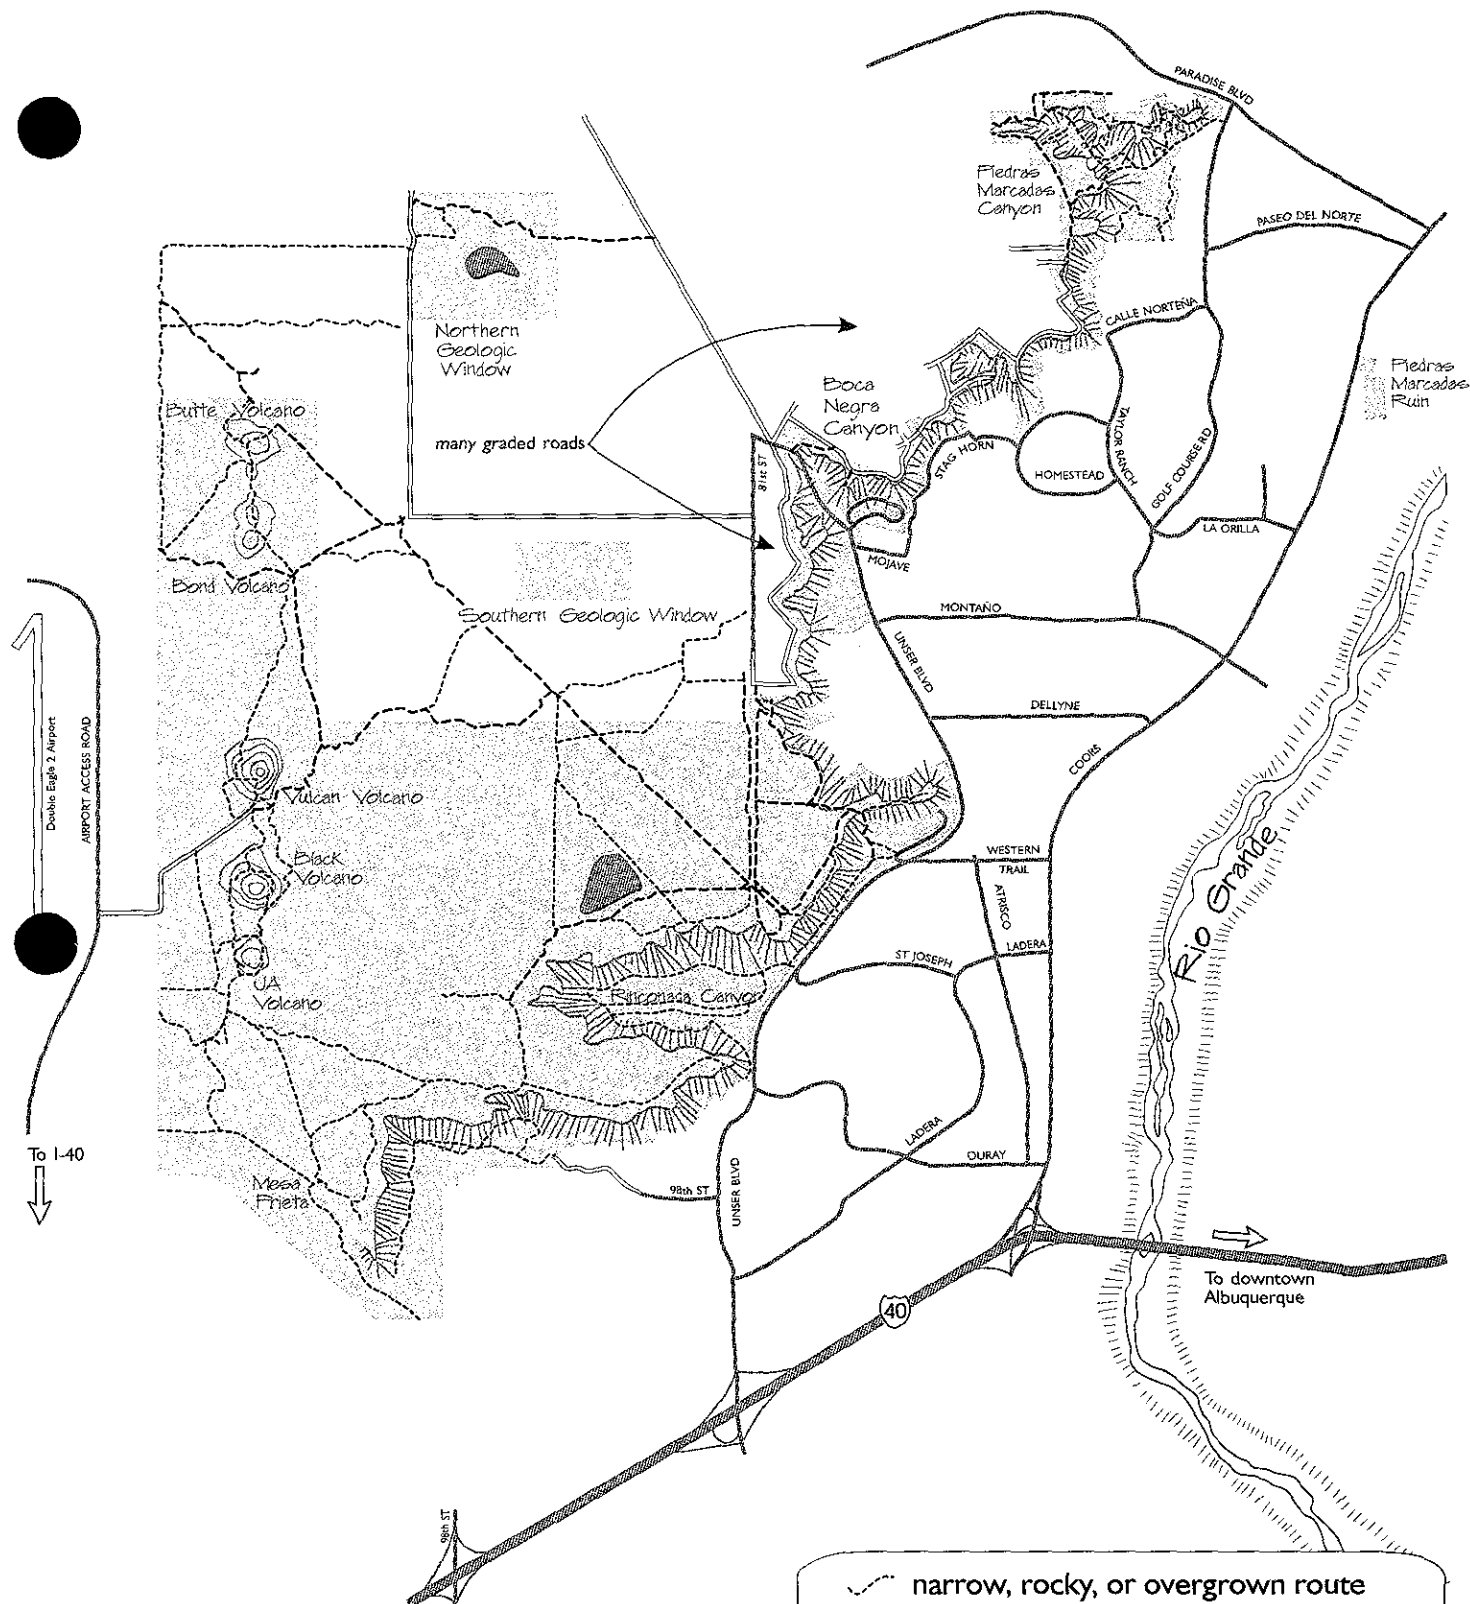 PARADISE BLVD
Piedras
Marcadas
Canyon
PASEO DEL NORTE
CALLE NORTEÑA
Northern
Geologic
Window
Boca
Negra
Canyon
Piedras
Marcadas
Ruin
Butte Volcano
many graded roads
81st ST
STAG HORN
HOMESTEAD
TAYLOR RANCH
GOLF COURSE RD
LA ORILLA
MOJAVE
Bond Volcano
Southern Geologic Window
MONTAÑO
UNSER BLVD
DELLYNE
COORS
Double Eagle 2 Airport
AIRPORT ACCESS ROAD
Vulcan Volcano
Black
Volcano
WESTERN
TRAIL
ATRISCO
Rio Grande
LADERA
ST JOSEPH
JA
Volcano
Rinconada Canyon
To I-40
LADERA
OURAY
Mesa
Prieta
98th ST
UNSER BLVD
To downtown
Albuquerque
40
98th ST
narrow, rocky, or overgrown route